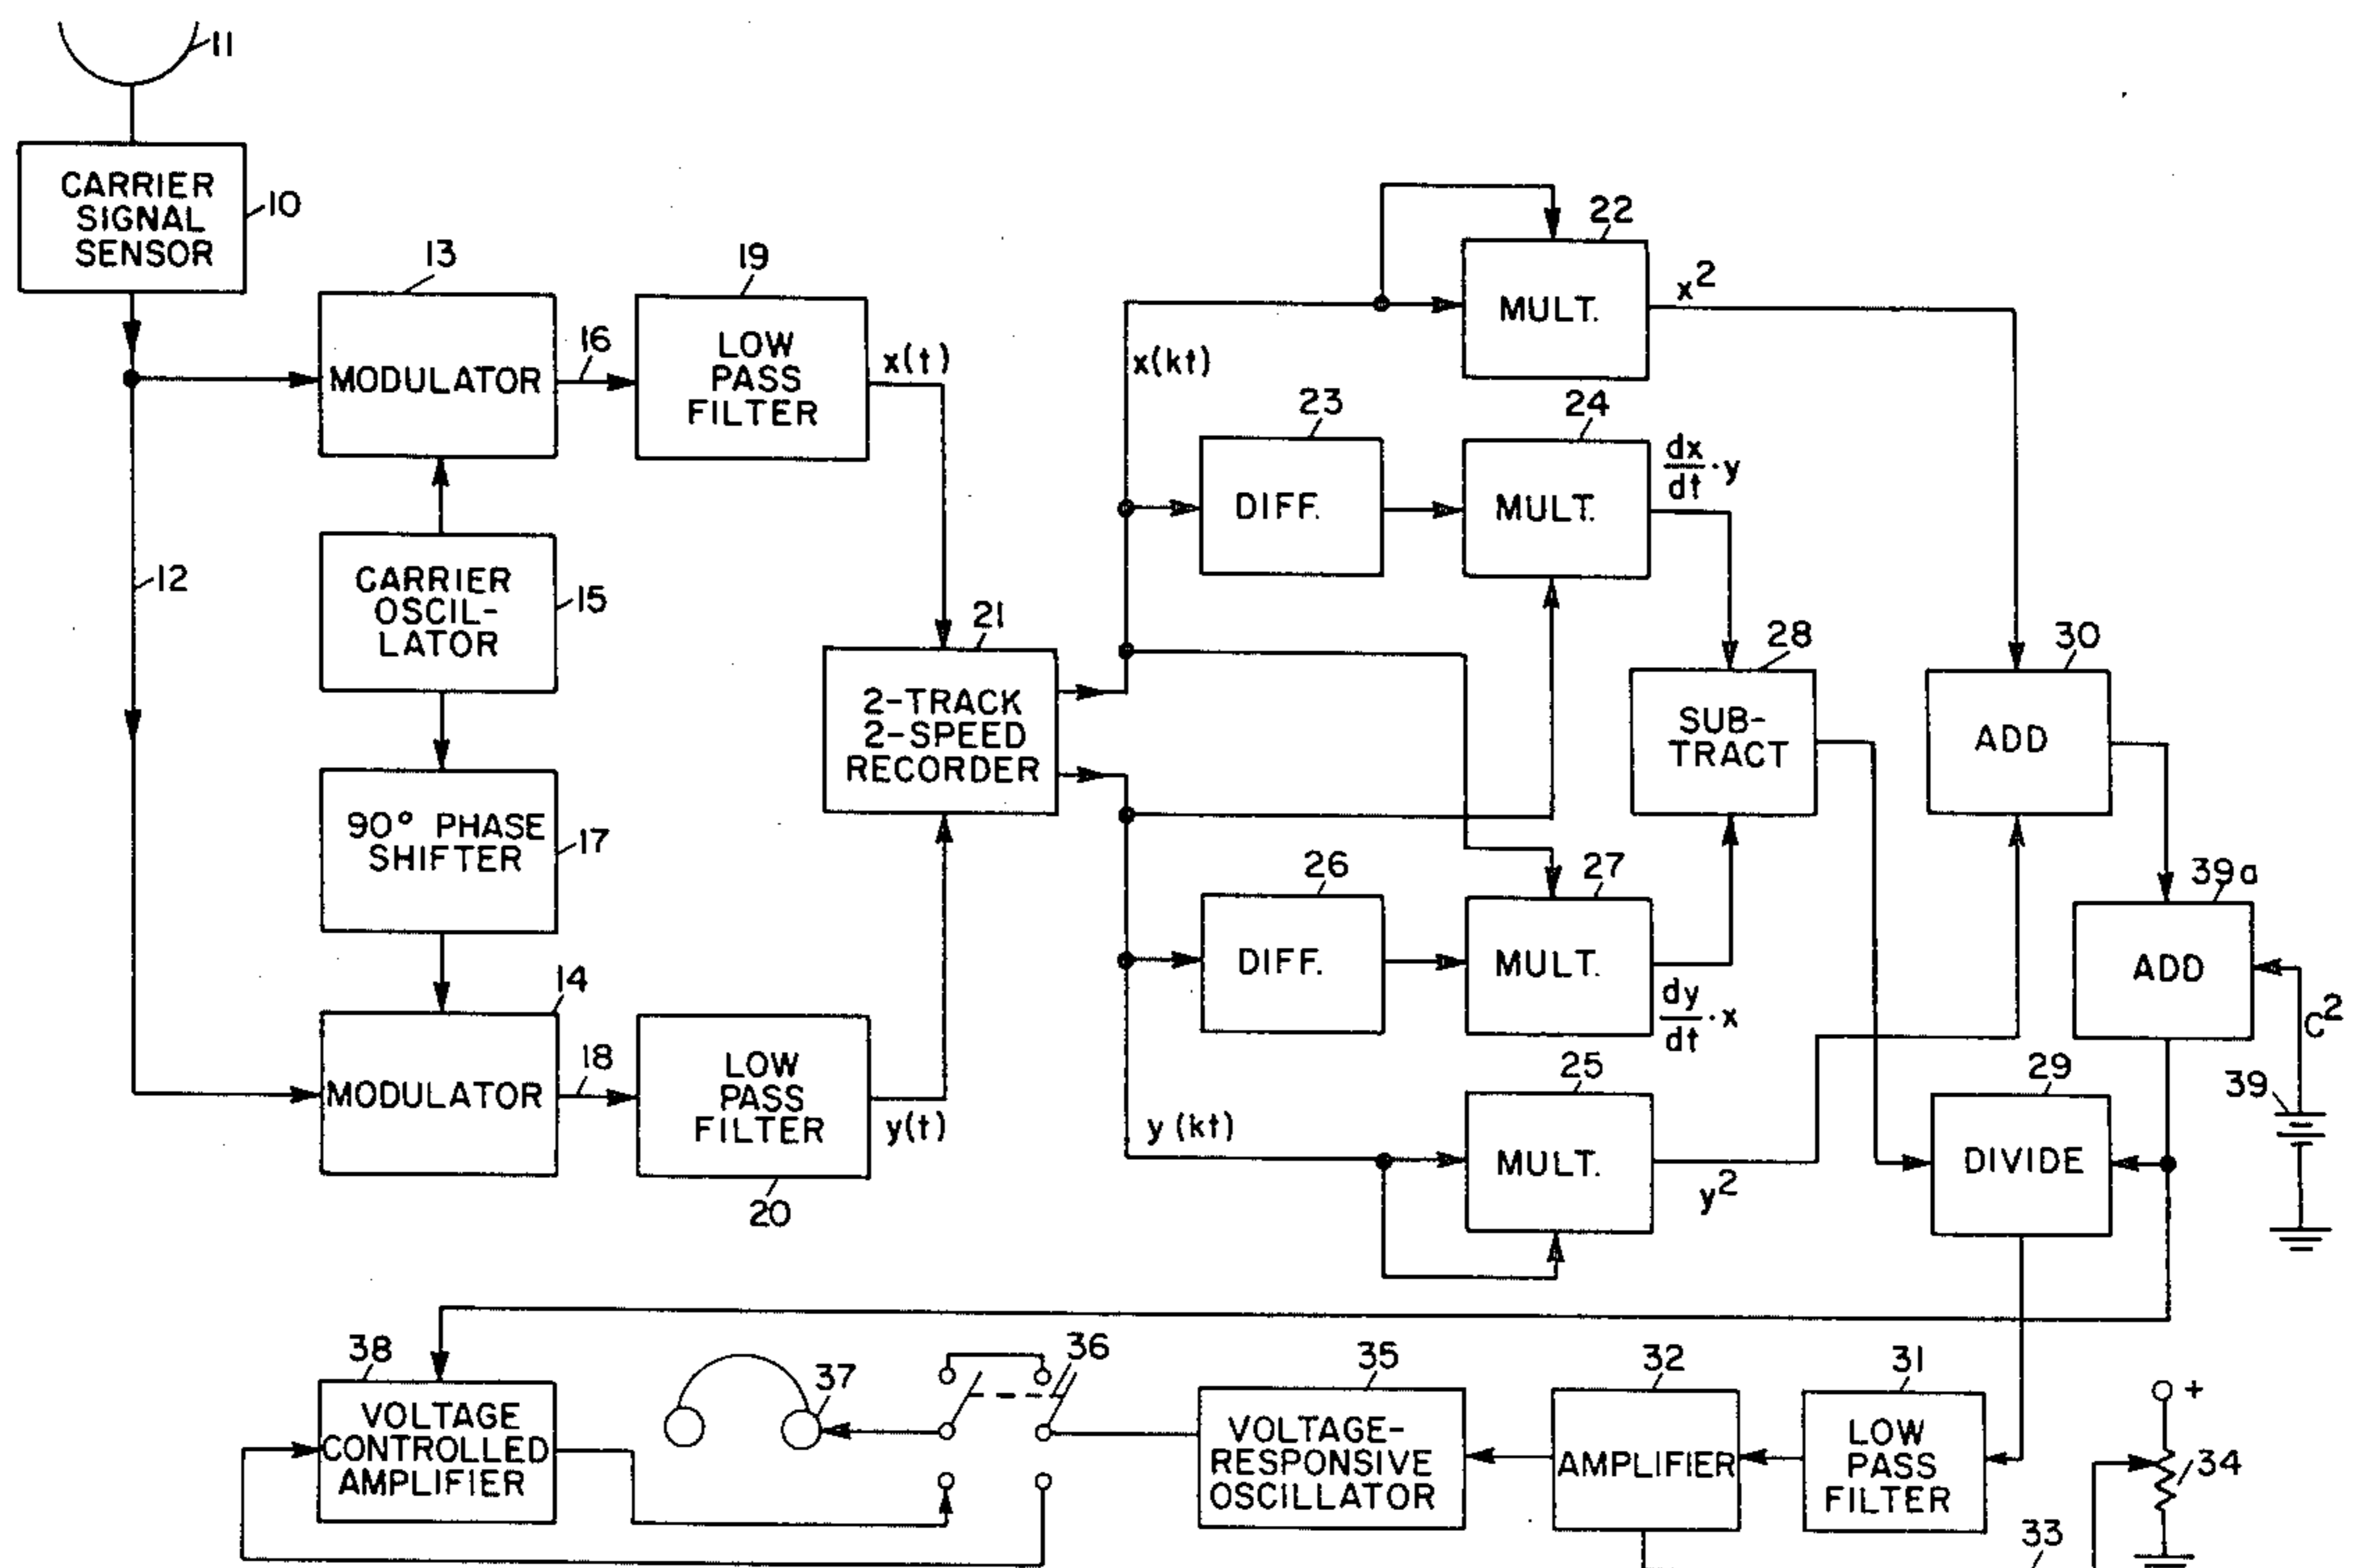 11
CARRIER
SIGNAL
SENSOR
10
13
MODULATOR
16
19
LOW
PASS
FILTER
x(t)
12
CARRIER
OSCIL-
LATOR
15
90° PHASE
SHIFTER
17
14
MODULATOR
18
LOW
PASS
FILTER
20
y(t)
21
2-TRACK
2-SPEED
RECORDER
x(kt)
22
MULT.
x²
23
DIFF.
24
MULT.
dx
dt
·y
28
SUB-
TRACT
30
ADD
26
DIFF.
27
MULT.
dy
dt
·x
39a
ADD
C²
39
y(kt)
25
MULT.
y²
29
DIVIDE
38
VOLTAGE
CONTROLLED
AMPLIFIER
37
36
35
VOLTAGE-
RESPONSIVE
OSCILLATOR
32
AMPLIFIER
31
LOW
PASS
FILTER
+
34
33